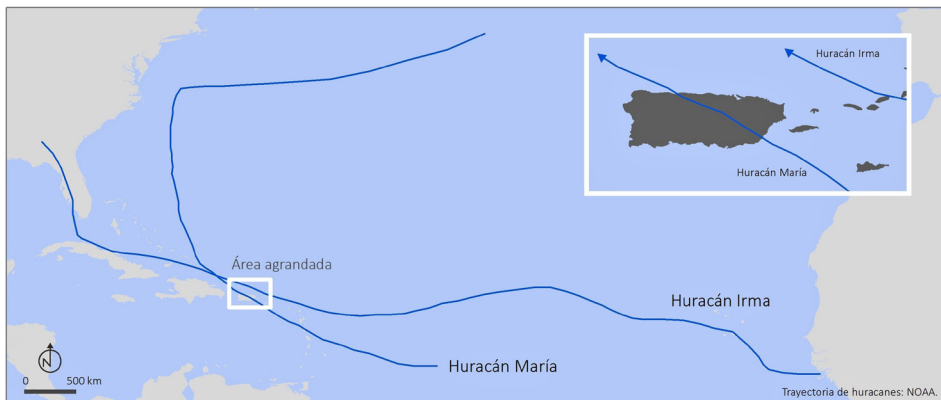 Huracán Irma
Huracán María
Área agrandada
Huracán Irma
Huracán María
N
0 500 km
Trayectoria de huracanes: NOAA.